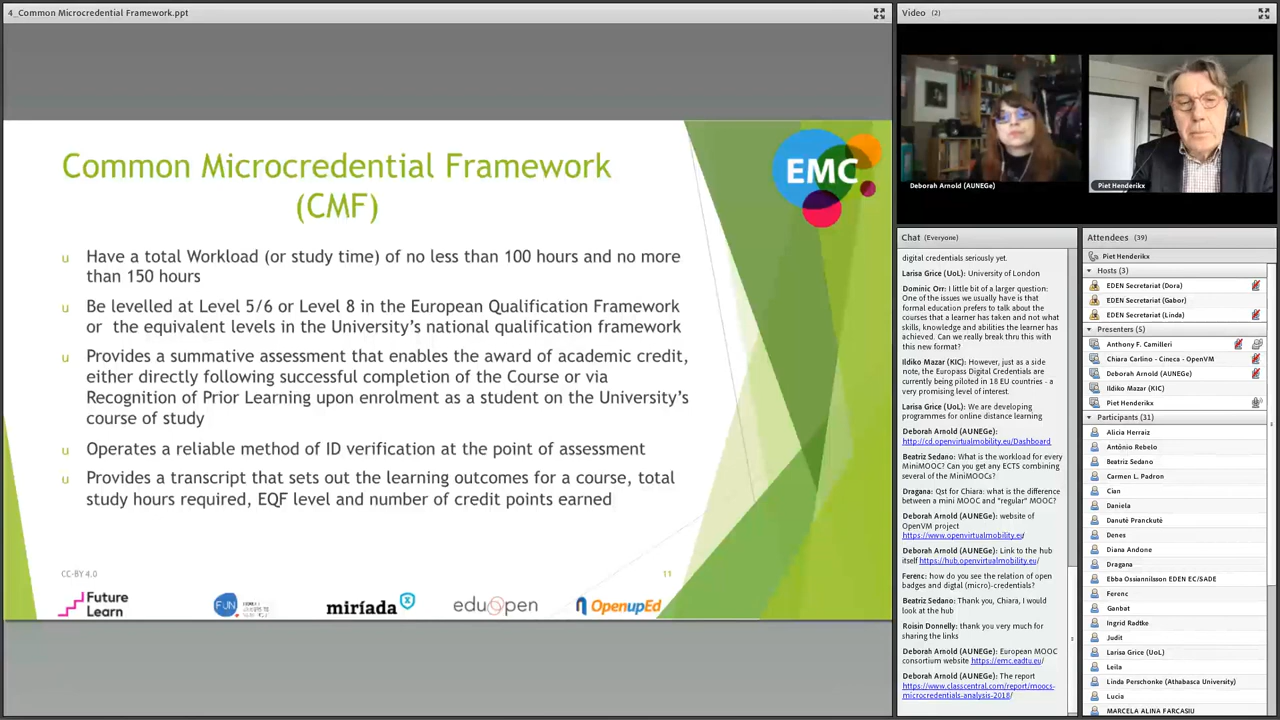 4_Common Microcredential Framework.ppt
Common Microcredential Framework
(CMF)
u Have a total Workload (or study time) of no less than 100 hours and no more
than 150 hours
u Be levelled at Level 5/6 or Level 8 in the European Qualification Framework
or the equivalent levels in the University's national qualification framework
u Provides a summative assessment that enables the award of academic credit,
either directly following successful completion of the Course or via
Recognition of Prior Learning upon enrolment as a student on the University's
course of study
u Operates a reliable method of ID verification at the point of assessment
u Provides a transcript that sets out the learning outcomes for a course, total
study hours required, EQF level and number of credit points earned
EMC
CC-BY 4.0
11
Future
Learn
FUN
miríada
eduOpen
OpenupEd
Video (2)
Deborah Arnold (AUNEGe)
Piet Henderikx
Chat (Everyone)
digital credentials seriously yet.
Larisa Grice (UoL): University of London
Dominic Orr: I little bit of a larger question:
One of the issues we usually have is that
formal education prefers to talk about the
courses that a learner has taken and not what
skills, knowledge and abilities the learner has
achieved. Can we really break thru this with
this new format?
Ildiko Mazar (KIC): However, just as a side
note, the Europass Digital Credentials are
currently being piloted in 18 EU countries - a
very promising level of interest.
Larisa Grice (UoL): We are developing
programmes for online distance learning
Deborah Arnold (AUNEGe):
http://cd.openvirtualmobility.eu/Dashboard
Beatriz Sedano: What is the workload for every
MiniMOOC? Can you get any ECTS combining
several of the MiniMOOCs?
Dragana: Qst for Chiara: what is the difference
between a mini MOOC and "regular" MOOC?
Deborah Arnold (AUNEGe): website of
OpenVM project
https://www.openvirtualmobility.eu/
Deborah Arnold (AUNEGe): Link to the hub
itself https://hub.openvirtualmobility.eu/
Ferenc: how do you see the relation of open
badges and digtal (micro)-credentials?
Beatriz Sedano: Thank you, Chiara, I would
look at the hub
Roisin Donnelly: thank you very much for
sharing the links
Deborah Arnold (AUNEGe): European MOOC
consortium website https://emc.eadtu.eu/
Deborah Arnold (AUNEGe): The report
https://www.classcentral.com/report/moocs-
microcredentials-analysis-2018/
Attendees (39)
Piet Henderikx
Hosts (3)
EDEN Secretariat (Dora)
EDEN Secretariat (Gabor)
EDEN Secretariat (Linda)
Presenters (5)
Anthony F. Camilleri
Chiara Carlino - Cineca - OpenVM
Deborah Arnold (AUNEGe)
Ildiko Mazar (KIC)
Piet Henderikx
Participants (31)
Alicia Herraiz
António Rebelo
Beatriz Sedano
Carmen L. Padron
Cian
Daniela
Danutė Pranckutė
Denes
Diana Andone
Dragana
Ebba Ossiannilsson EDEN EC/SADE
Ferenc
Ganbat
Ingrid Radtke
Judit
Larisa Grice (UoL)
Leila
Linda Perschonke (Athabasca University)
Lucia
MARCELA ALINA FARCASIU